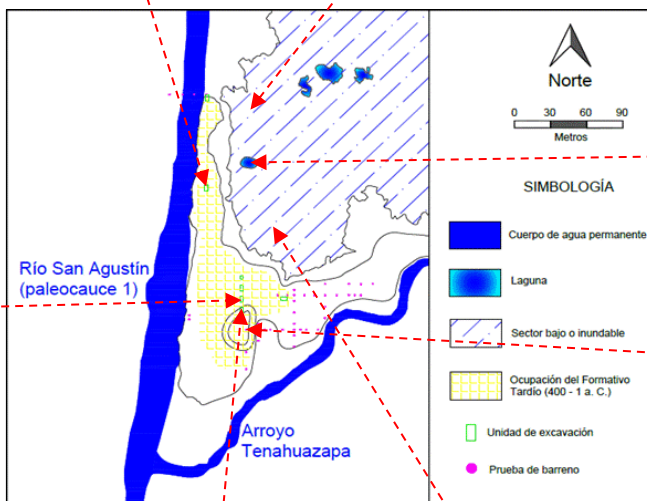 Norte
0 30 60 90
Metros
SIMBOLOGÍA
Cuerpo de agua permanente
Río San Agustín
(paleocauce 1)
Laguna
Sector bajo o inundable
Ocupación del Formativo
Tardío (400 - 1 a. C.)
Arroyo
Tenahuazapa
Unidad de excavación
Prueba de barreno